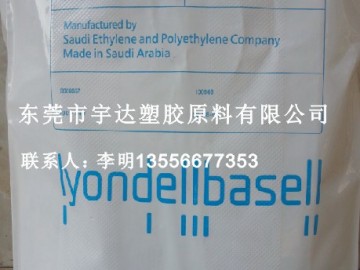 Manufactured by
Saudi Ethylene and Polyethylene Company
Made in Saudi Arabia
东莞市宇达塑胶原料有限公司
联系人: 李明13556677353
lyondellbasell